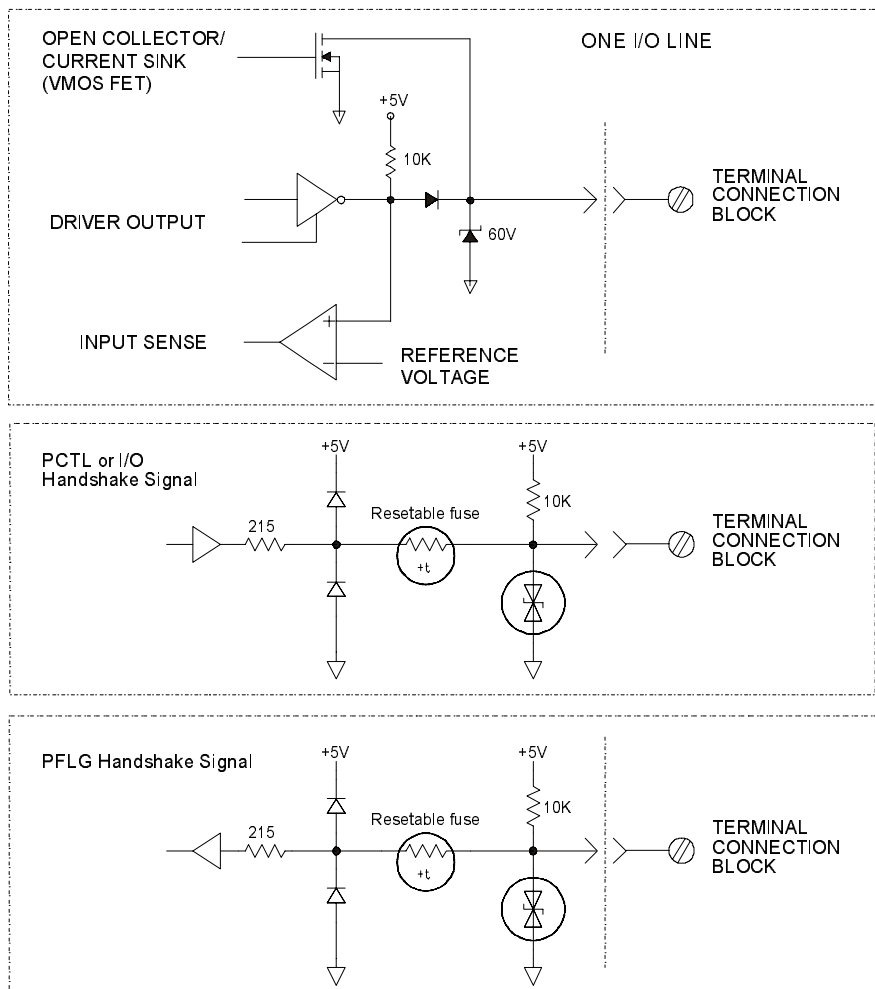 OPEN COLLECTOR/
CURRENT SINK
(VMOS FET)
ONE I/O LINE
+5V
10K
TERMINAL
CONNECTION
BLOCK
DRIVER OUTPUT
60V
INPUT SENSE
+
−
REFERENCE
VOLTAGE
PCTL or I/O
Handshake Signal
+5V
+5V
10K
215
Resetable fuse
+t
TERMINAL
CONNECTION
BLOCK
PFLG Handshake Signal
+5V
+5V
10K
215
Resetable fuse
+t
TERMINAL
CONNECTION
BLOCK